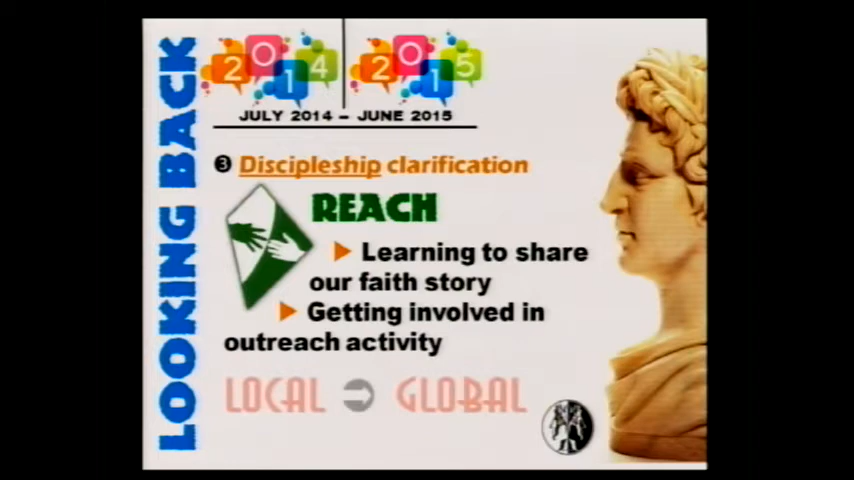 LOOKING BACK
2014 2015
JULY 2014 – JUNE 2015
❸ Discipleship clarification
REACH
Learning to share
our faith story
Getting involved in
outreach activity
LOCAL ⇒ GLOBAL